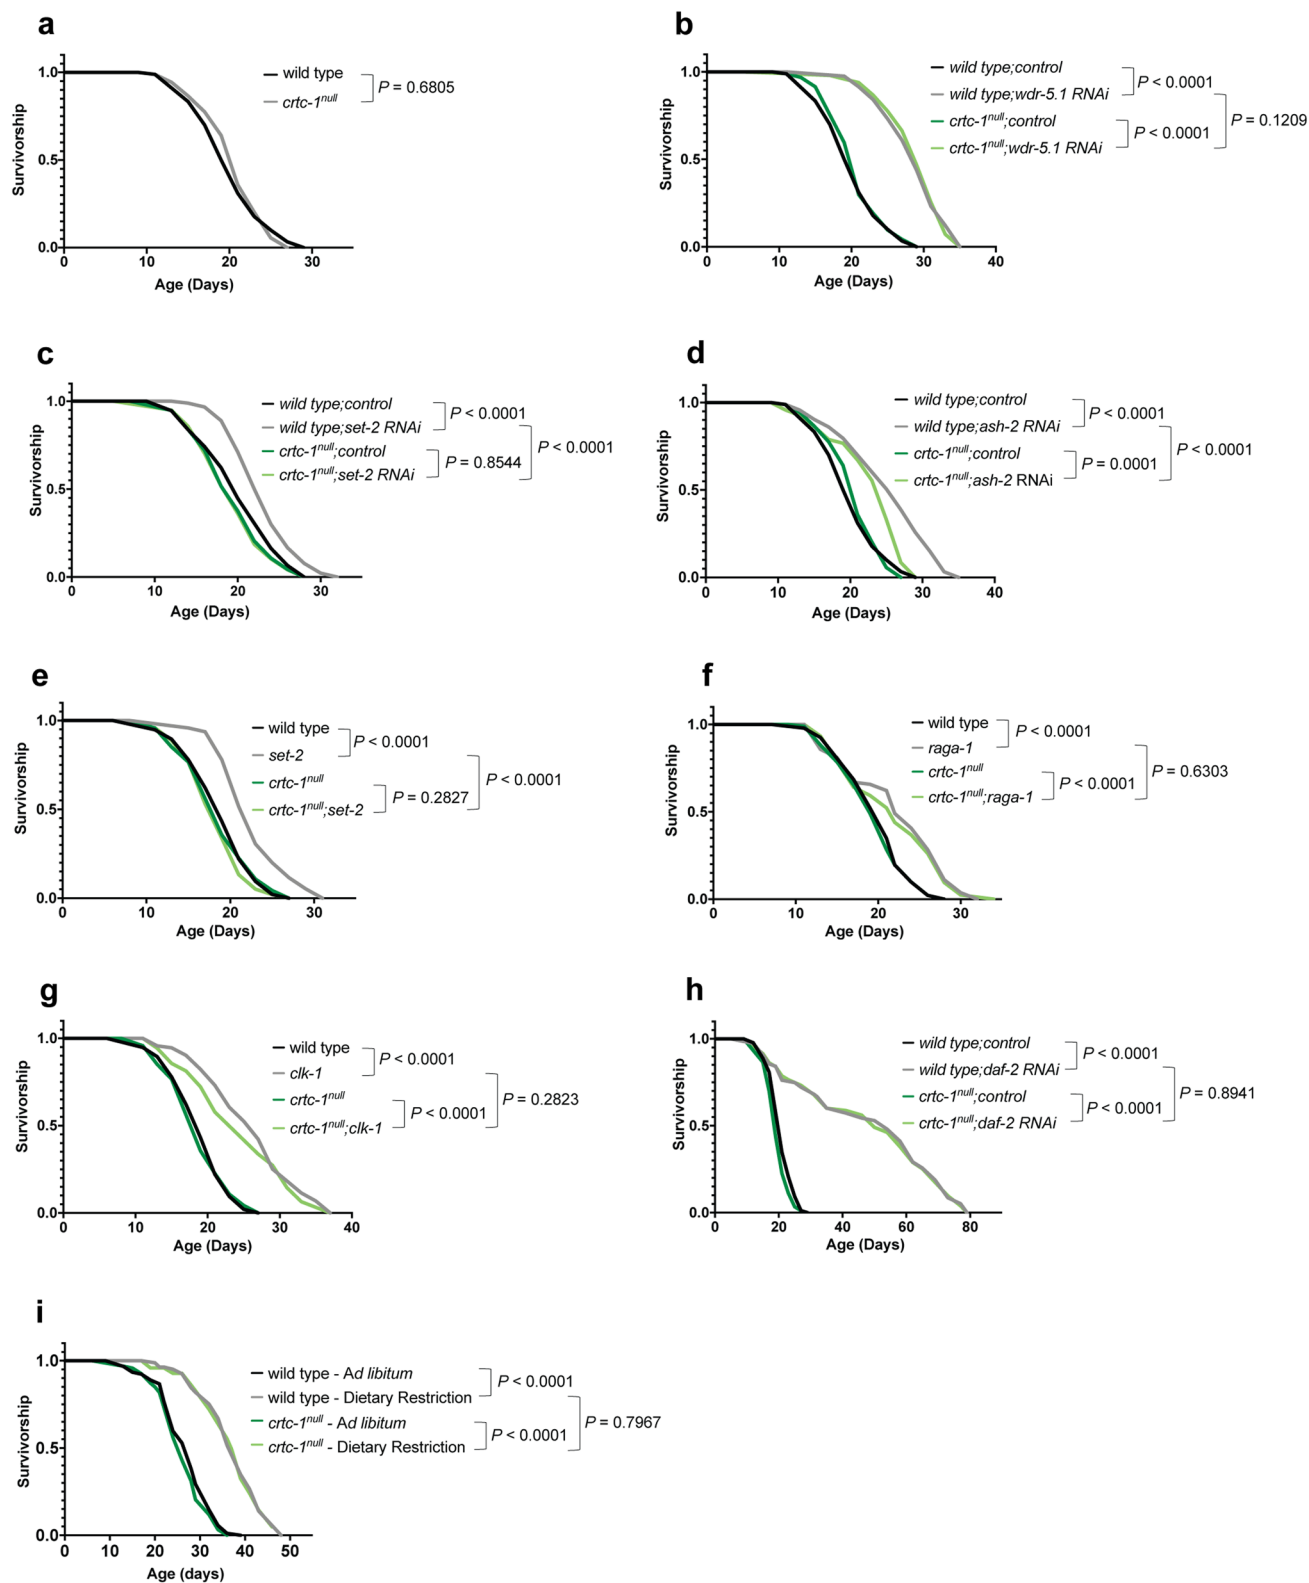 a
1.0
0.5
0.0
0 10 20 30
Survivorship
Age (Days)
wild type
crtc-1null
P = 0.6805
b
1.0
0.5
0.0
0 10 20 30 40
Survivorship
Age (Days)
wild type;control
wild type;wdr-5.1 RNAi
crtc-1null;control
crtc-1null;wdr-5.1 RNAi
P < 0.0001
P < 0.0001
P = 0.1209
c
1.0
0.5
0.0
0 10 20 30
Survivorship
Age (Days)
wild type;control
wild type;set-2 RNAi
crtc-1null;control
crtc-1null;set-2 RNAi
P < 0.0001
P = 0.8544
P < 0.0001
d
1.0
0.5
0.0
0 10 20 30 40
Survivorship
Age (Days)
wild type;control
wild type;ash-2 RNAi
crtc-1null;control
crtc-1null;ash-2 RNAi
P < 0.0001
P = 0.0001
P < 0.0001
e
1.0
0.5
0.0
0 10 20 30
Survivorship
Age (Days)
wild type
set-2
crtc-1null
crtc-1null;set-2
P < 0.0001
P = 0.2827
P < 0.0001
f
1.0
0.5
0.0
0 10 20 30
Survivorship
Age (Days)
wild type
raga-1
crtc-1null
crtc-1null;raga-1
P < 0.0001
P < 0.0001
P = 0.6303
g
1.0
0.5
0.0
0 10 20 30 40
Survivorship
Age (Days)
wild type
clk-1
crtc-1null
crtc-1null;clk-1
P < 0.0001
P < 0.0001
P = 0.2823
h
1.0
0.5
0.0
0 20 40 60 80
Survivorship
Age (Days)
wild type;control
wild type;daf-2 RNAi
crtc-1null;control
crtc-1null;daf-2 RNAi
P < 0.0001
P < 0.0001
P = 0.8941
i
1.0
0.5
0.0
0 10 20 30 40 50
Survivorship
Age (days)
wild type - Ad libitum
wild type - Dietary Restriction
crtc-1null - Ad libitum
crtc-1null - Dietary Restriction
P < 0.0001
P < 0.0001
P = 0.7967